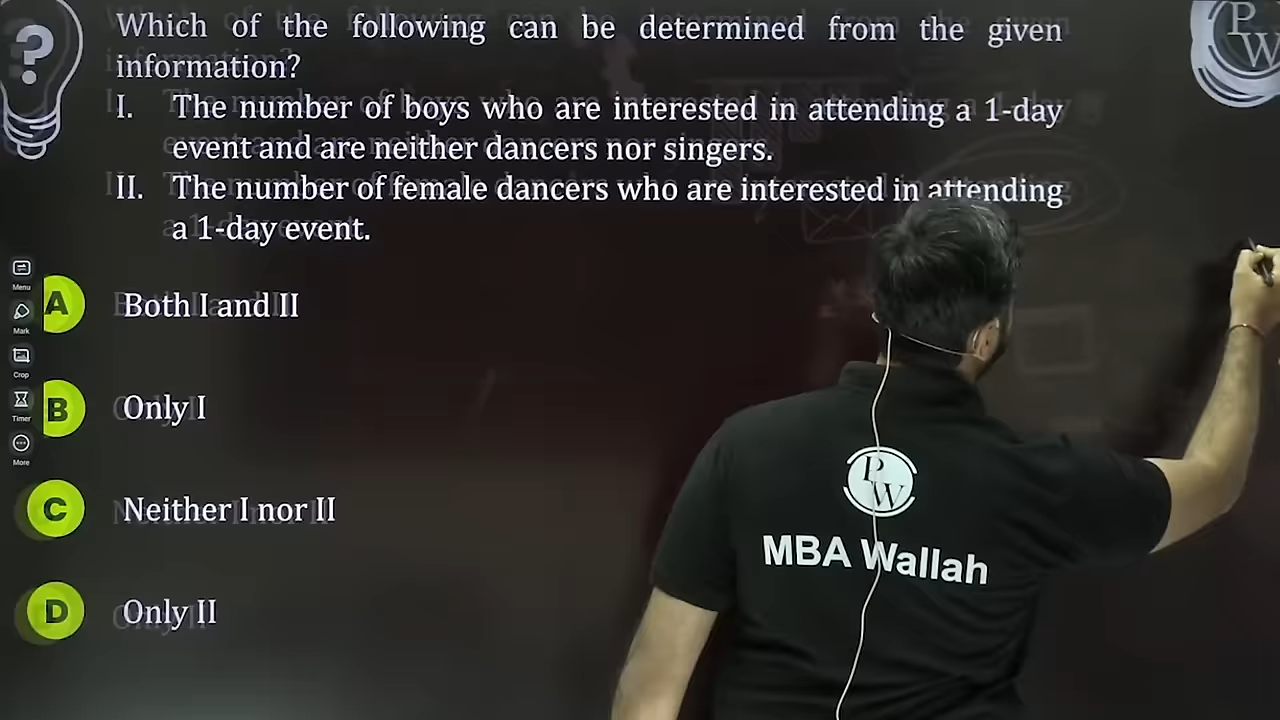 Which of the following can be determined from the given
information?
I. The number of boys who are interested in attending a 1-day
event and are neither dancers nor singers.
II. The number of female dancers who are interested in attending
a 1-day event.
A Both I and II
B Only I
C Neither I nor II
D Only II
Menu
Mark
Crop
Timer
More
PW
PW
MBA Wallah